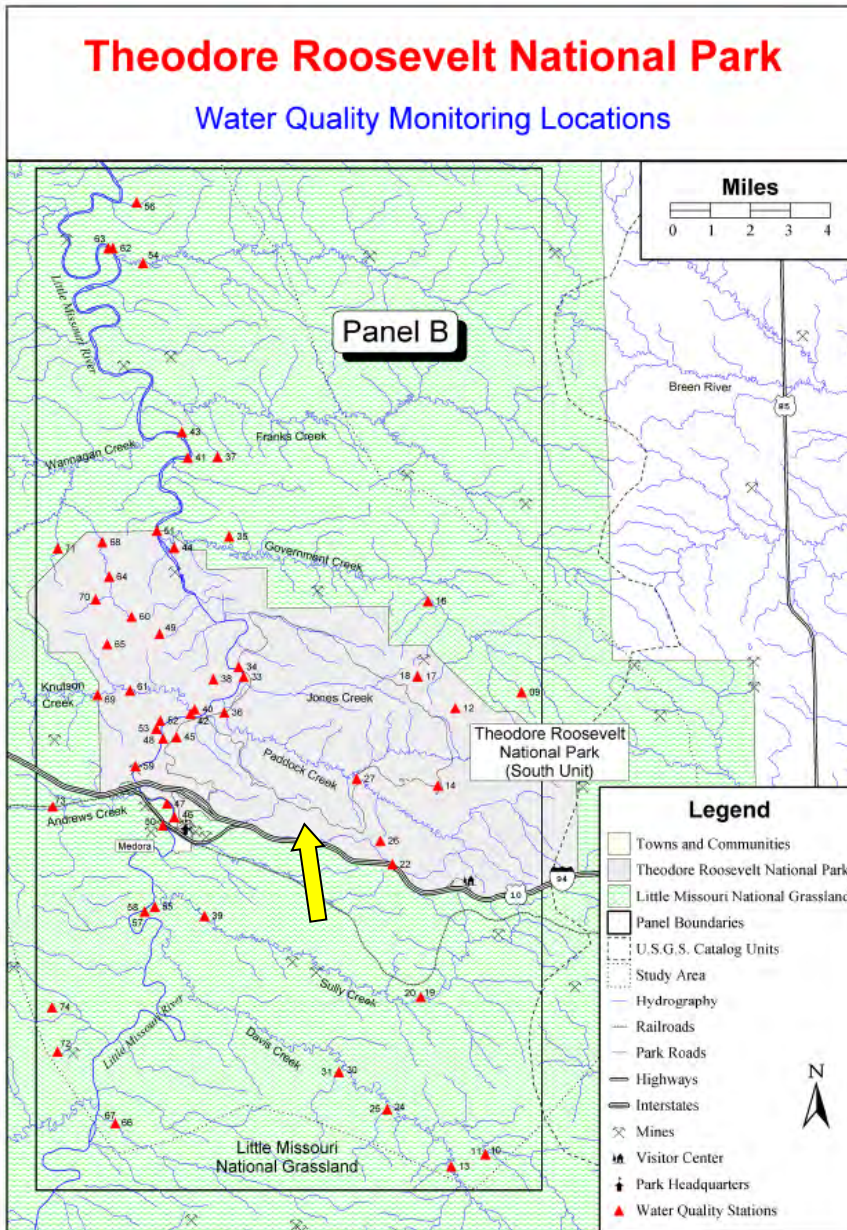 Theodore Roosevelt National Park
Water Quality Monitoring Locations
Miles
0 1 2 3 4
56
63 62
54
Little Missouri River
Panel B
85
Breen River
43
Franks Creek
Wannagan Creek
41 37
51
35
71
68
44
Government Creek
64
70
16
60
49
65
34
38 33
18 17
Knutson
Creek
61
69
Jones Creek
09
12
40
42
36
52
53
48 45
Theodore Roosevelt
National Park
(South Unit)
Paddock Creek
59
27
14
73
Andrews Creek
47
46
50
Medora
26
22
10
94
58 55
57
39
Sully Creek
20 19
74
Little Missouri River
Davis Creek
72
31 30
25 24
67
66
Little Missouri
National Grassland
11 10
13
Legend
Towns and Communities
Theodore Roosevelt National Park
Little Missouri National Grassland
Panel Boundaries
U.S.G.S. Catalog Units
Study Area
Hydrography
Railroads
Park Roads
Highways
Interstates
Mines
Visitor Center
Park Headquarters
Water Quality Stations
N